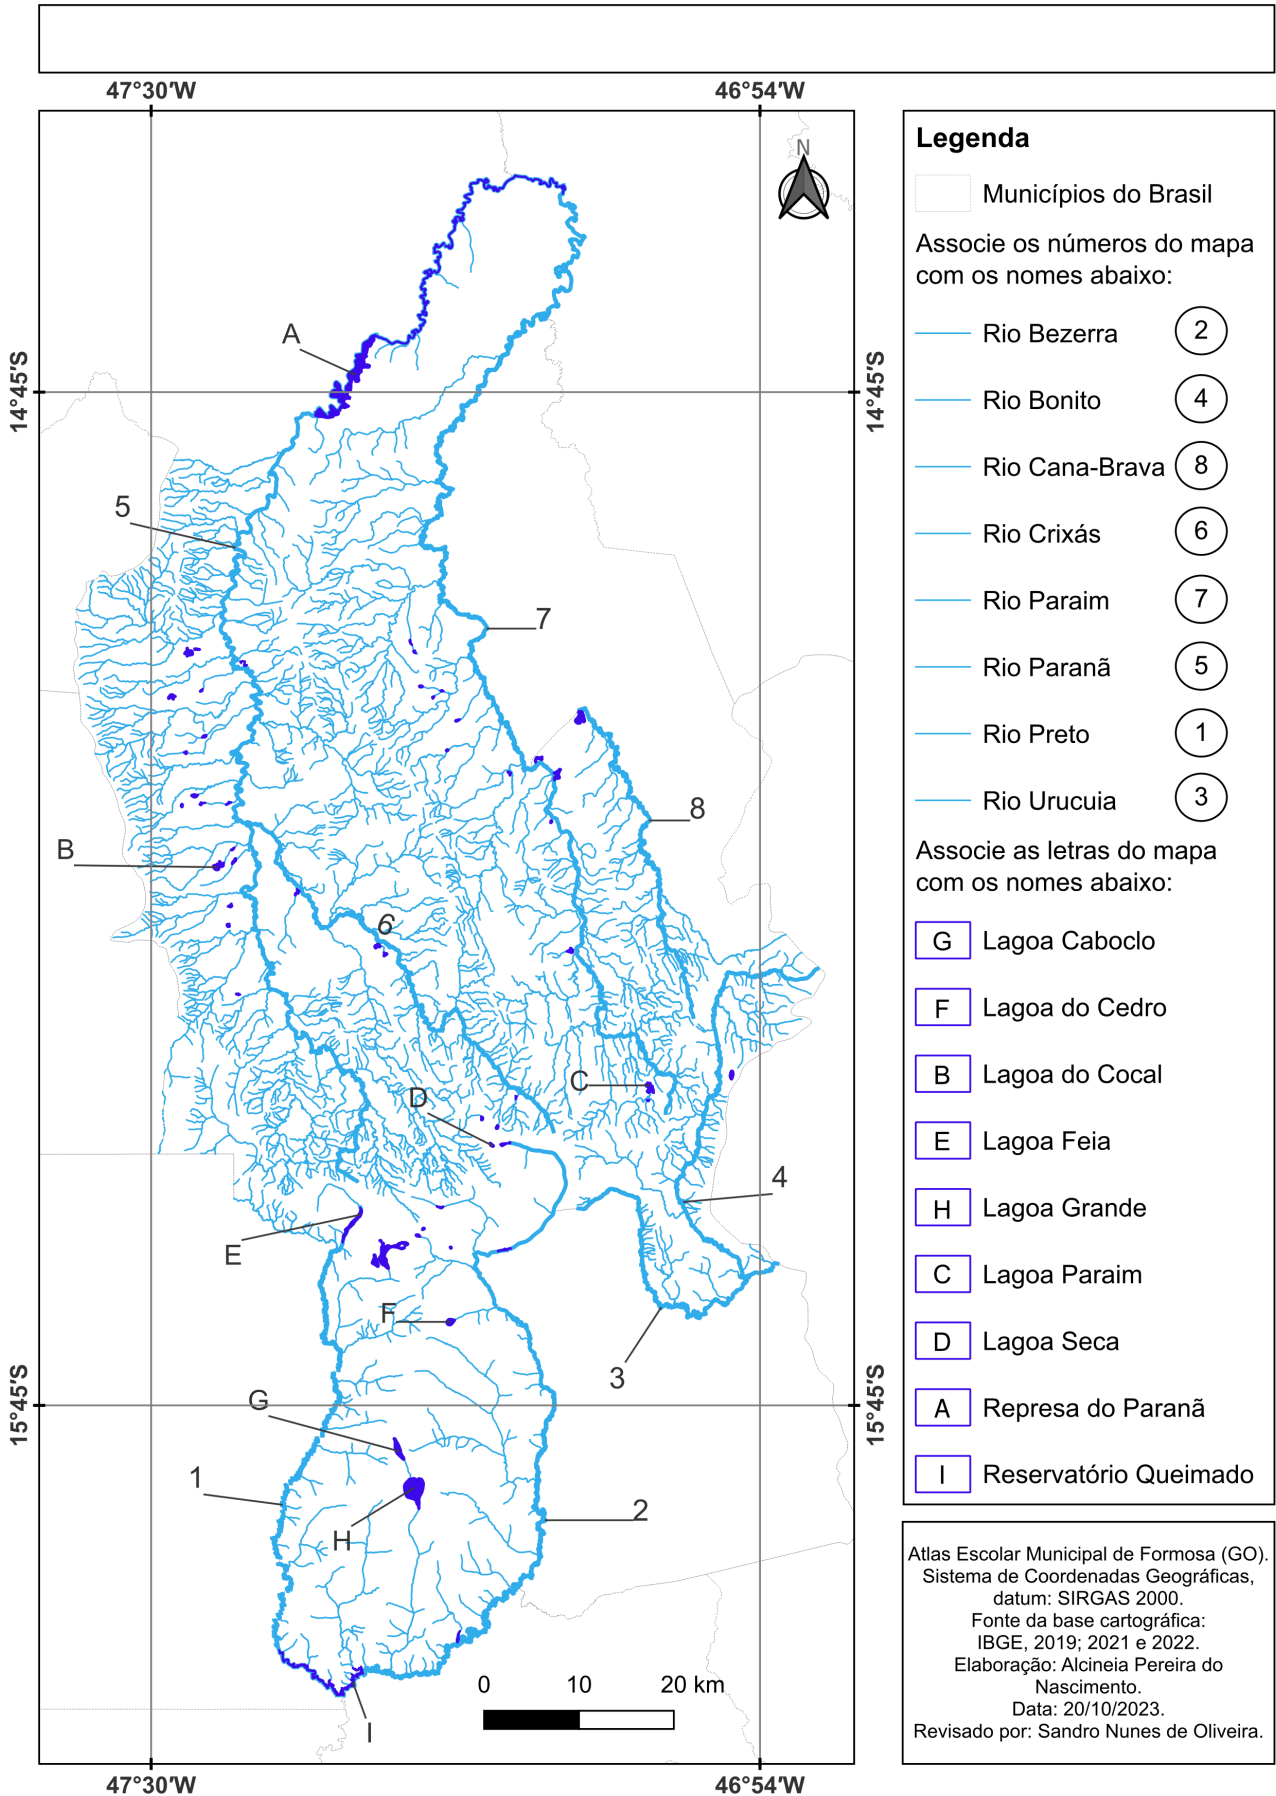 47°30′W
46°54′W
N
A
14°45′S
14°45′S
5
7
8
B
6
C
D
4
E
F
3
G
15°45′S
15°45′S
1
2
H
I
0 10 20 km
47°30′W
46°54′W
Legenda
Municípios do Brasil
Associe os números do mapa
com os nomes abaixo:
Rio Bezerra 2
Rio Bonito 4
Rio Cana-Brava 8
Rio Crixás 6
Rio Paraim 7
Rio Paranã 5
Rio Preto 1
Rio Urucuia 3
Associe as letras do mapa
com os nomes abaixo:
G Lagoa Caboclo
F Lagoa do Cedro
B Lagoa do Cocal
E Lagoa Feia
H Lagoa Grande
C Lagoa Paraim
D Lagoa Seca
A Represa do Paranã
I Reservatório Queimado
Atlas Escolar Municipal de Formosa (GO).
Sistema de Coordenadas Geográficas,
datum: SIRGAS 2000.
Fonte da base cartográfica:
IBGE, 2019; 2021 e 2022.
Elaboração: Alcineia Pereira do
Nascimento.
Data: 20/10/2023.
Revisado por: Sandro Nunes de Oliveira.